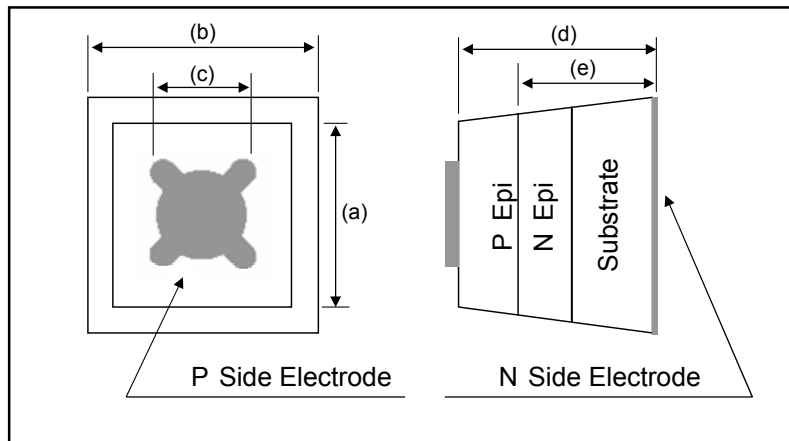 (b)
(c)
(a)
(d)
(e)
P Epi
N Epi
Substrate
P Side Electrode
N Side Electrode